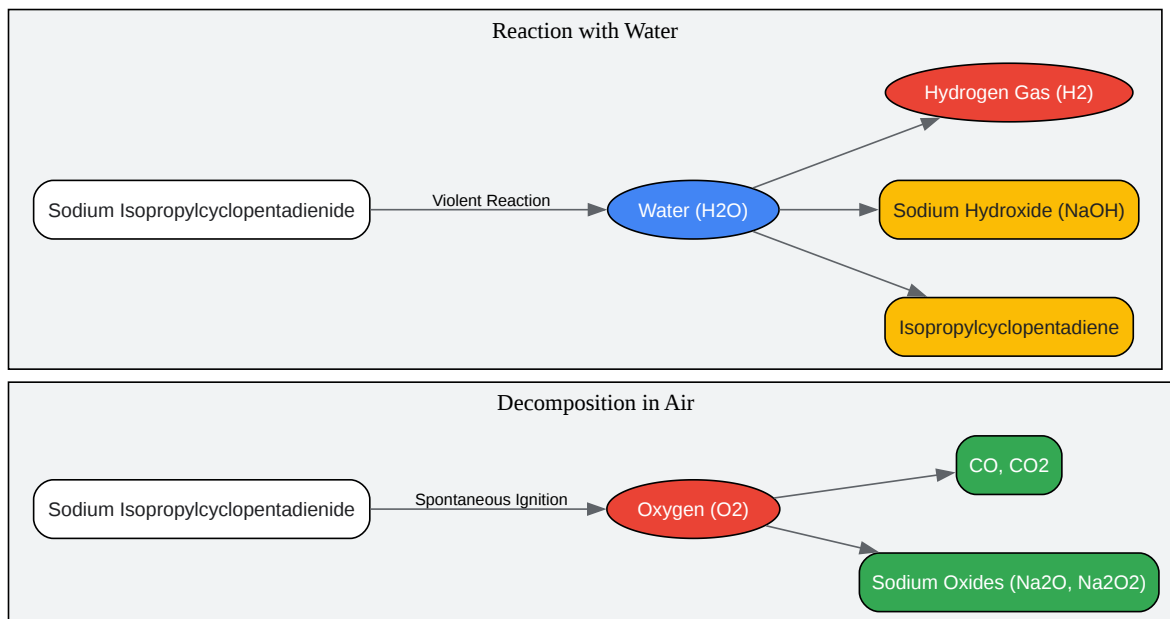 Reaction with Water
Hydrogen Gas (H2)
Sodium Isopropylcyclopentadienide
Violent Reaction
Water (H2O)
Sodium Hydroxide (NaOH)
Isopropylcyclopentadiene
Decomposition in Air
CO, CO2
Sodium Isopropylcyclopentadienide
Spontaneous Ignition
Oxygen (O2)
Sodium Oxides (Na2O, Na2O2)